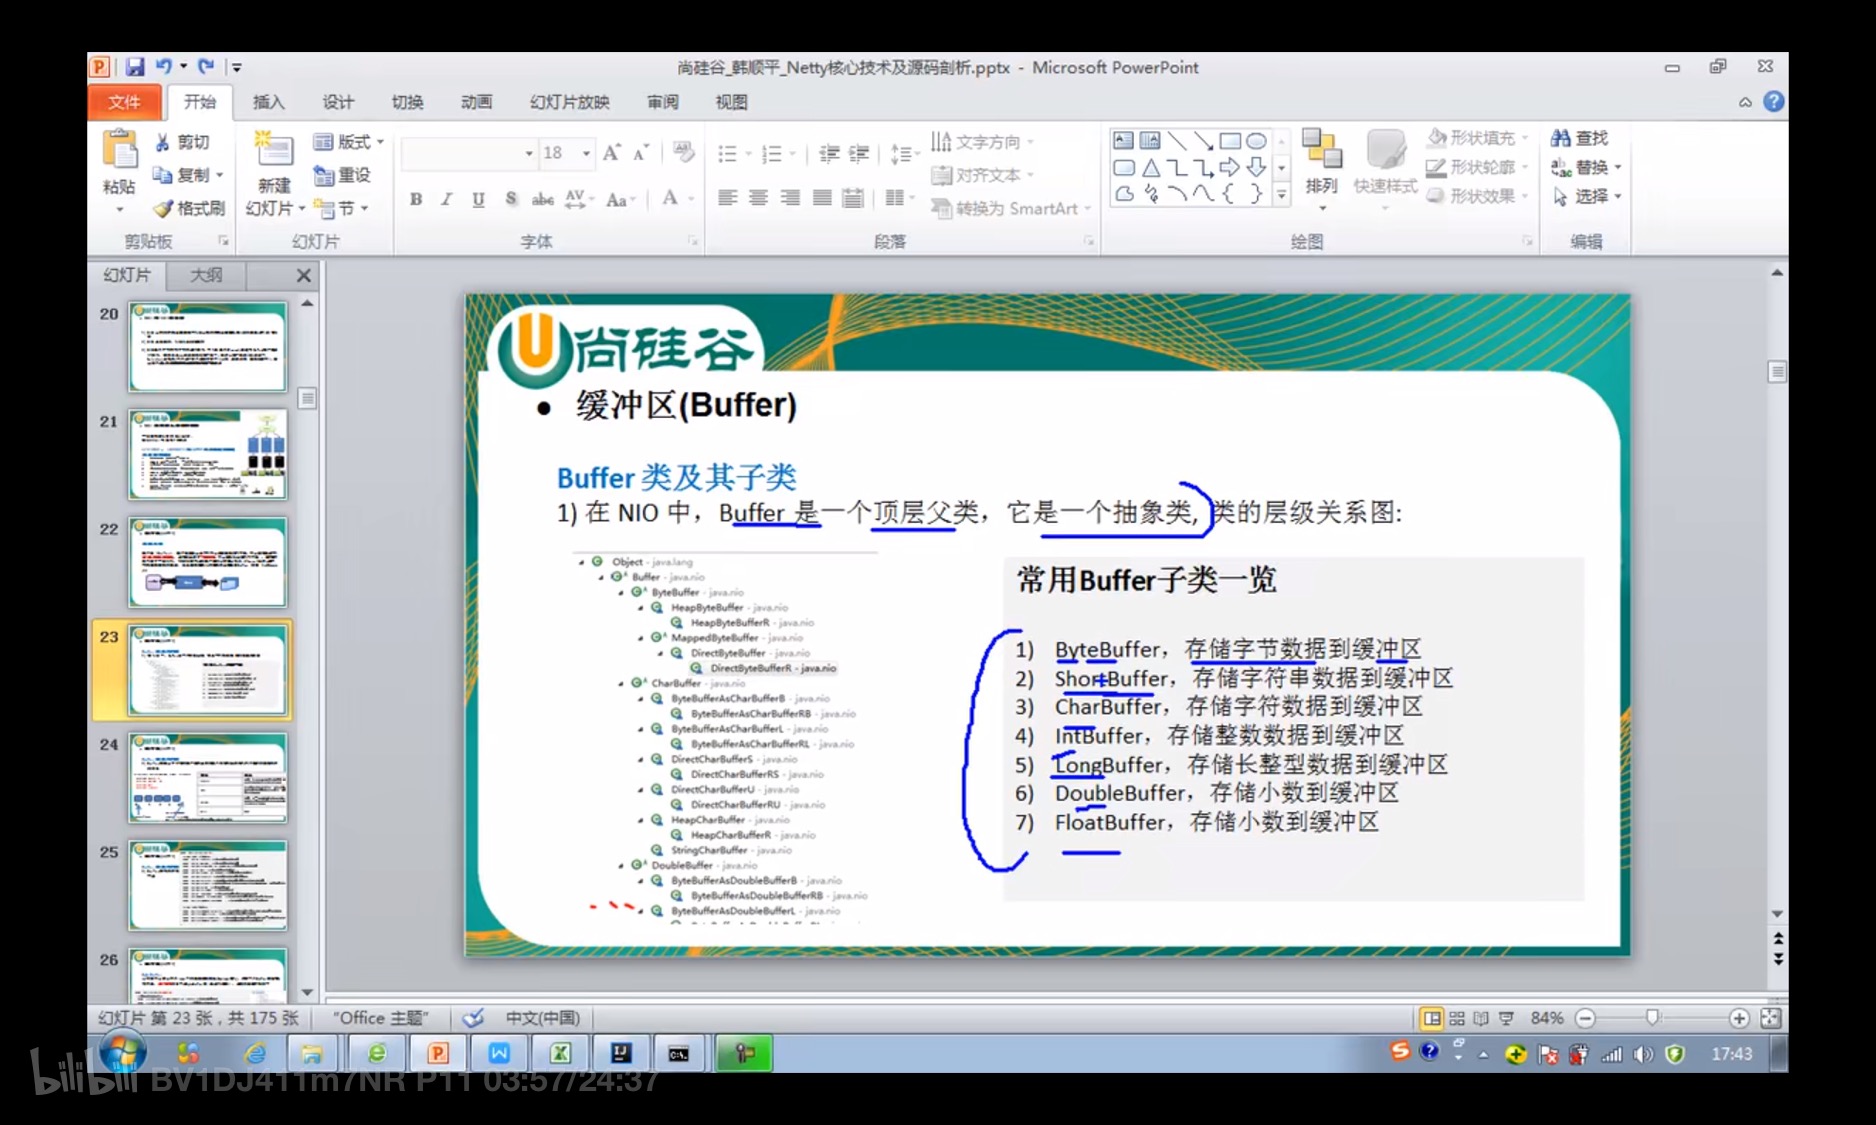 尚硅谷_韩顺平_Netty核心技术及源码剖析.pptx - Microsoft PowerPoint
文件 开始 插入 设计 切换 动画 幻灯片放映 审阅 视图
粘贴 剪切 复制 格式刷
剪贴板
新建幻灯片 版式 重设 节
幻灯片
18
B I U S abc AV Aa A
字体
文字方向
对齐文本
转换为 SmartArt
段落
排列 快速样式 形状填充 形状轮廓 形状效果
绘图
查找
替换
选择
编辑
幻灯片 大纲
20
21
22
23
24
25
26
尚硅谷
• 缓冲区(Buffer)
Buffer 类及其子类
1) 在 NIO 中，Buffer 是一个顶层父类，它是一个抽象类, 类的层级关系图:
Object - java.lang
Buffer - java.nio
ByteBuffer - java.nio
HeapByteBuffer - java.nio
HeapByteBufferR - java.nio
MappedByteBuffer - java.nio
DirectByteBuffer - java.nio
DirectByteBufferR - java.nio
CharBuffer - java.nio
ByteBufferAsCharBufferB - java.nio
ByteBufferAsCharBufferRB - java.nio
ByteBufferAsCharBufferL - java.nio
ByteBufferAsCharBufferRL - java.nio
DirectCharBufferS - java.nio
DirectCharBufferRS - java.nio
DirectCharBufferU - java.nio
DirectCharBufferRU - java.nio
HeapCharBuffer - java.nio
HeapCharBufferR - java.nio
StringCharBuffer - java.nio
DoubleBuffer - java.nio
ByteBufferAsDoubleBufferB - java.nio
ByteBufferAsDoubleBufferRB - java.nio
ByteBufferAsDoubleBufferL - java.nio
常用Buffer子类一览
1) ByteBuffer，存储字节数据到缓冲区
2) ShortBuffer，存储字符串数据到缓冲区
3) CharBuffer，存储字符数据到缓冲区
4) IntBuffer，存储整数数据到缓冲区
5) LongBuffer，存储长整型数据到缓冲区
6) DoubleBuffer，存储小数到缓冲区
7) FloatBuffer，存储小数到缓冲区
幻灯片 第 23 张，共 175 张 "Office 主题" 中文(中国) 84%
17:43
bilibili BV1DJ411m7NR P11 03:57/24:37